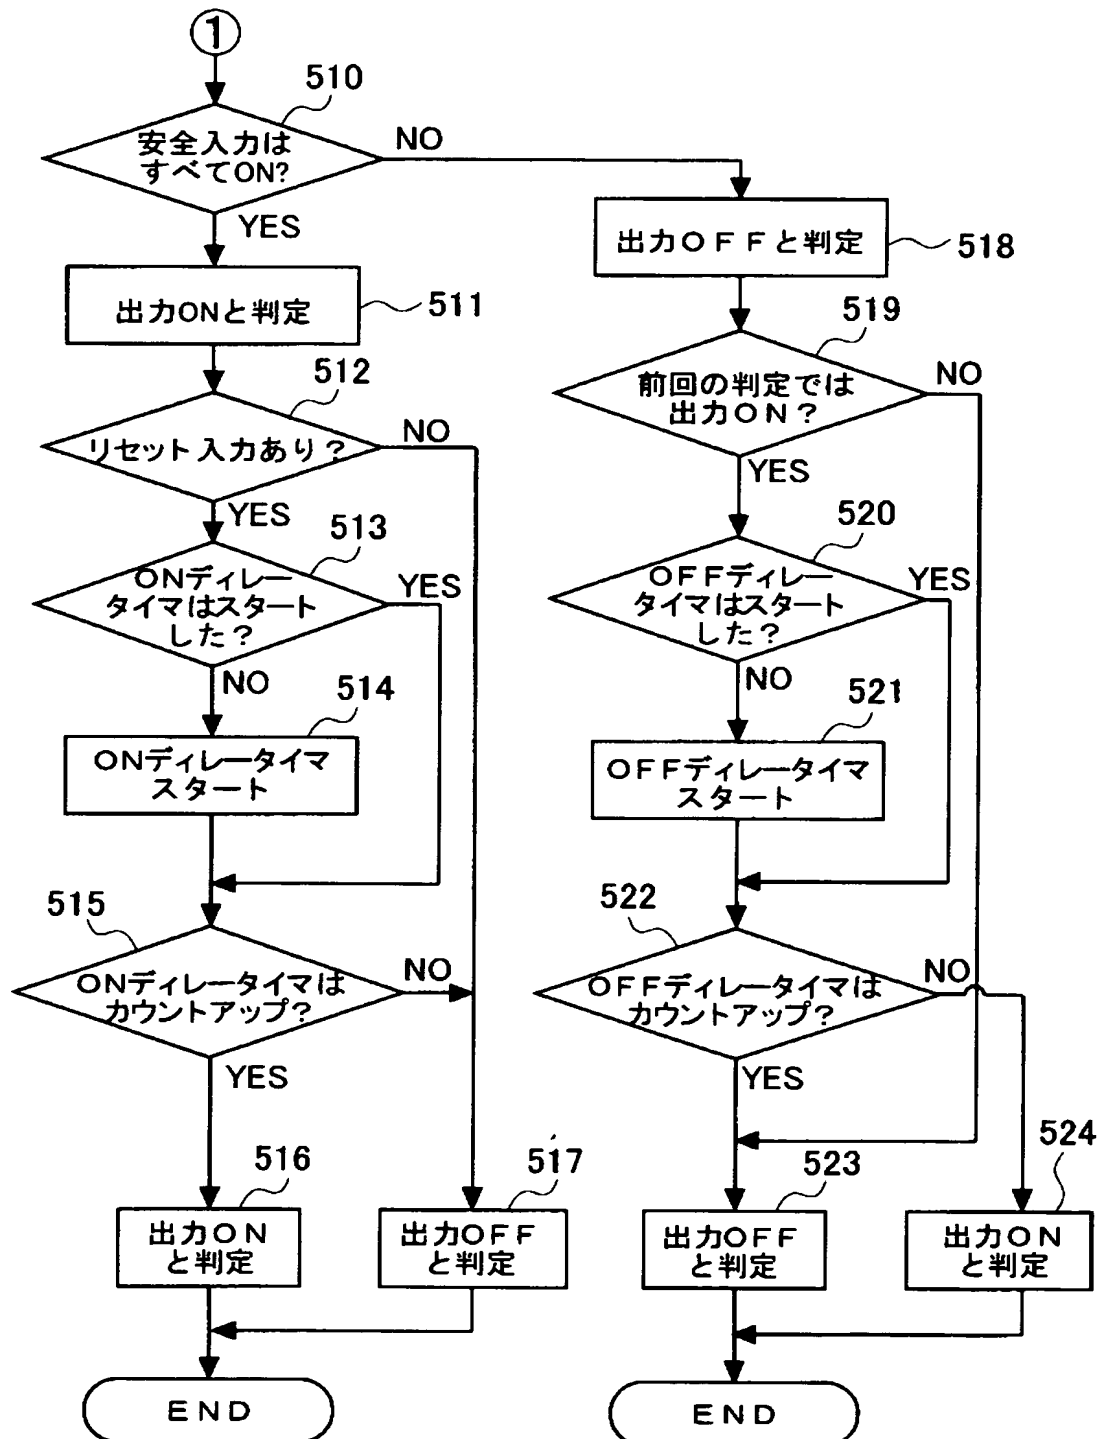 ①
510
安全入力は
すべてON?
NO
YES
511
出力ONと判定
512
リセット入力あり?
NO
YES
513
ONディレー
タイマはスタート
した?
YES
NO
514
ONディレータイマ
スタート
515
ONディレータイマは
カウントアップ?
NO
YES
516
出力ON
と判定
517
出力OFF
と判定
END
518
出力OFFと判定
519
前回の判定では
出力ON?
NO
YES
520
OFFディレー
タイマはスタート
した?
YES
NO
521
OFFディレータイマ
スタート
522
OFFディレータイマは
カウントアップ?
NO
YES
523
出力OFF
と判定
524
出力ON
と判定
END